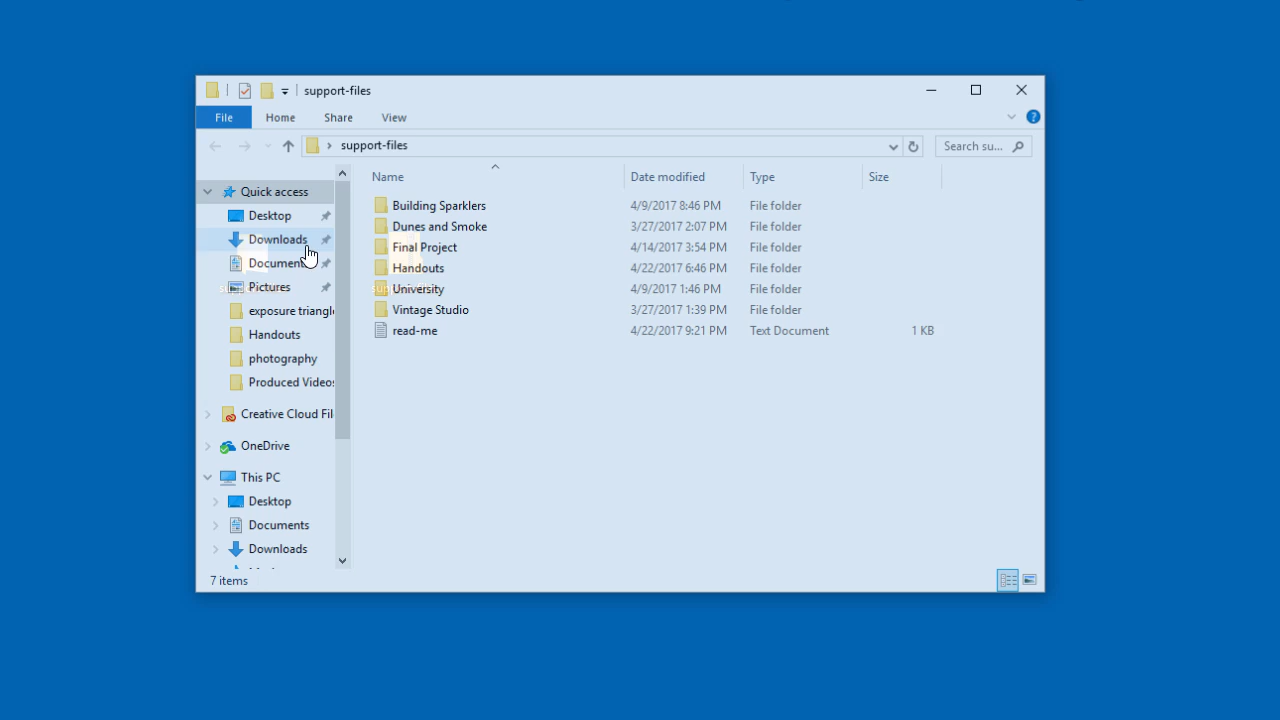 support-files
File Home Share View
support-files
Search su...
Name Date modified Type Size
Quick access
Desktop
Downloads
Document
Pictures
exposure triangl
Handouts
photography
Produced Videos
Creative Cloud Fil
OneDrive
This PC
Desktop
Documents
Downloads
Building Sparklers 4/9/2017 8:46 PM File folder
Dunes and Smoke 3/27/2017 2:07 PM File folder
Final Project 4/14/2017 3:54 PM File folder
Handouts 4/22/2017 6:46 PM File folder
University 4/9/2017 1:46 PM File folder
Vintage Studio 3/27/2017 1:39 PM File folder
read-me 4/22/2017 9:21 PM Text Document 1 KB
7 items